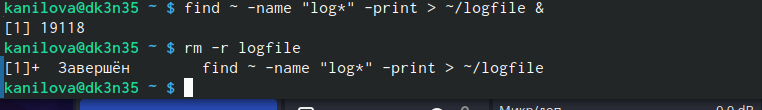 kanilova@dk3n35 ~ $ find ~ -name "log*" -print > ~/logfile &
[1] 19118
kanilova@dk3n35 ~ $ rm -r logfile
[1]+  Завершён        find ~ -name "log*" -print > ~/logfile
kanilova@dk3n35 ~ $